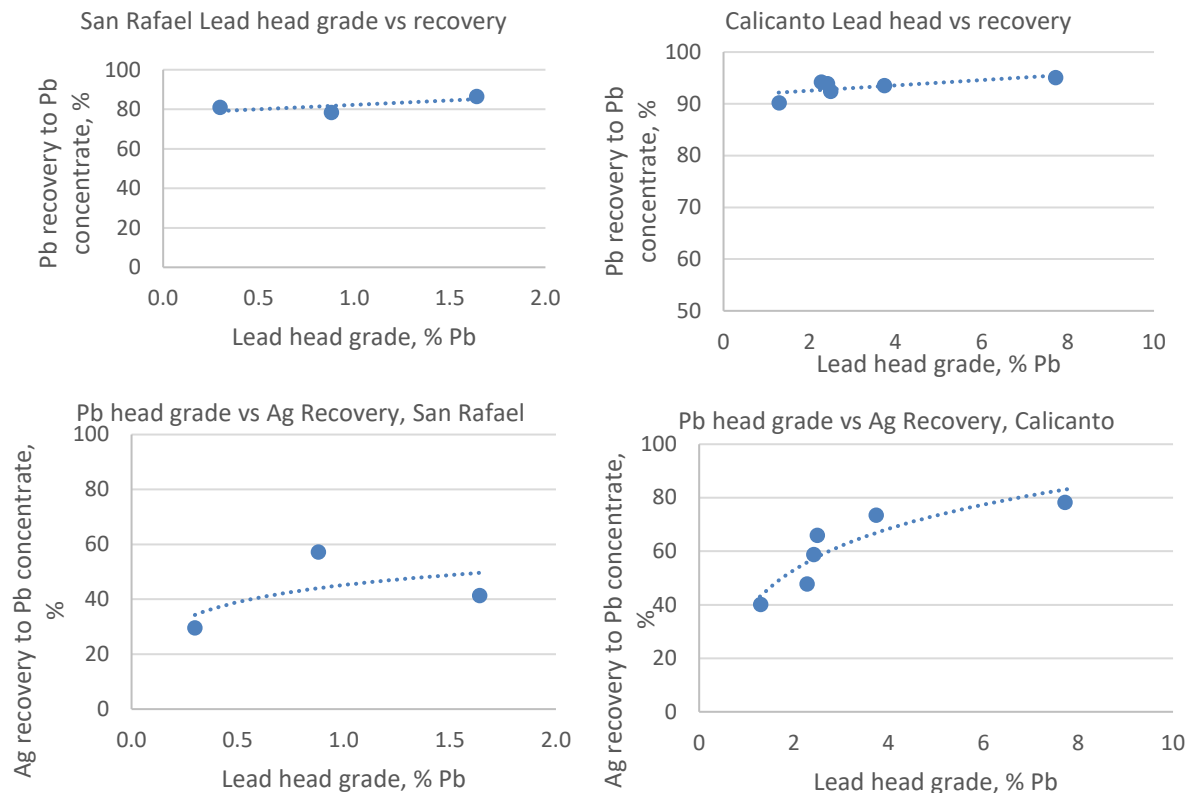 San Rafael Lead head grade vs recovery
Pb recovery to Pb
concentrate, %
100
80
60
40
20
0
0.0 0.5 1.0 1.5 2.0
Lead head grade, % Pb
Calicanto Lead head vs recovery
Pb recovery to Pb
concentrate, %
100
90
80
70
60
50
0 2 4 6 8 10
Lead head grade, % Pb
Pb head grade vs Ag Recovery, San Rafael
Ag recovery to Pb concentrate,
%
100
80
60
40
20
0
0.0 0.5 1.0 1.5 2.0
Lead head grade, % Pb
Pb head grade vs Ag Recovery, Calicanto
Ag recovery to Pb concentrate,
%
100
80
60
40
20
0
0 2 4 6 8 10
Lead head grade, % Pb